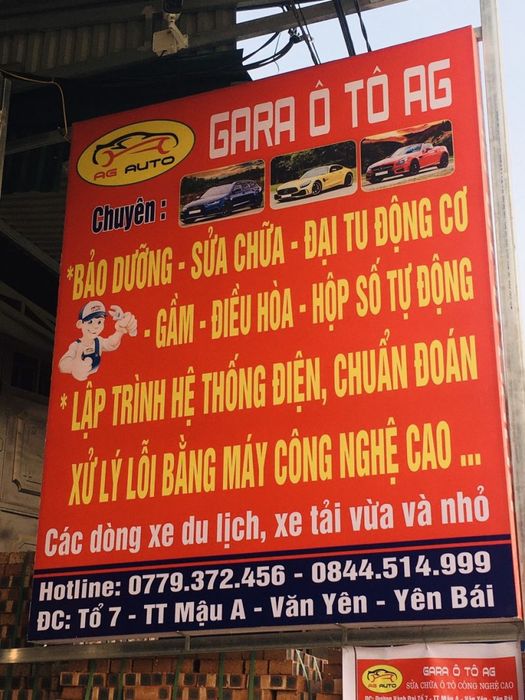 GARA Ô TÔ AG
AG AUTO
Chuyên :
*BẢO DƯỠNG - SỬA CHỮA - ĐẠI TU ĐỘNG CƠ
- GẦM - ĐIỀU HÒA - HỘP SỐ TỰ ĐỘNG
* LẬP TRÌNH HỆ THỐNG ĐIỆN, CHUẨN ĐOÁN
XỬ LÝ LỖI BẰNG MÁY CÔNG NGHỆ CAO ...
Các dòng xe du lịch, xe tải vừa và nhỏ
Hotline: 0779.372.456 - 0844.514.999
ĐC: Tổ 7 - TT Mậu A - Văn Yên - Yên Bái
GARA Ô TÔ AG
AG AUTO
SỬA CHỮA Ô TÔ CÔNG NGHỆ CAO